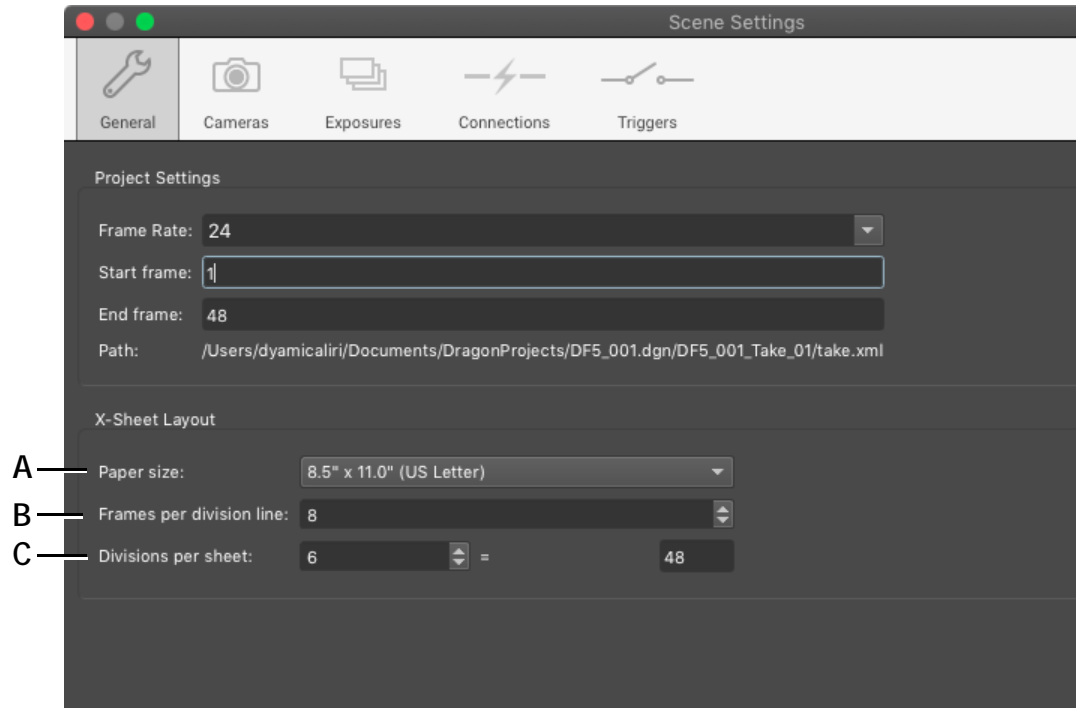 Scene Settings
General Cameras Exposures Connections Triggers
Project Settings
Frame Rate: 24
Start frame: 1
End frame: 48
Path: /Users/dyamicaliri/Documents/DragonProjects/DF5_001.dgn/DF5_001_Take_01/take.xml
X-Sheet Layout
A Paper size: 8.5" x 11.0" (US Letter)
B Frames per division line: 8
C Divisions per sheet: 6 = 48